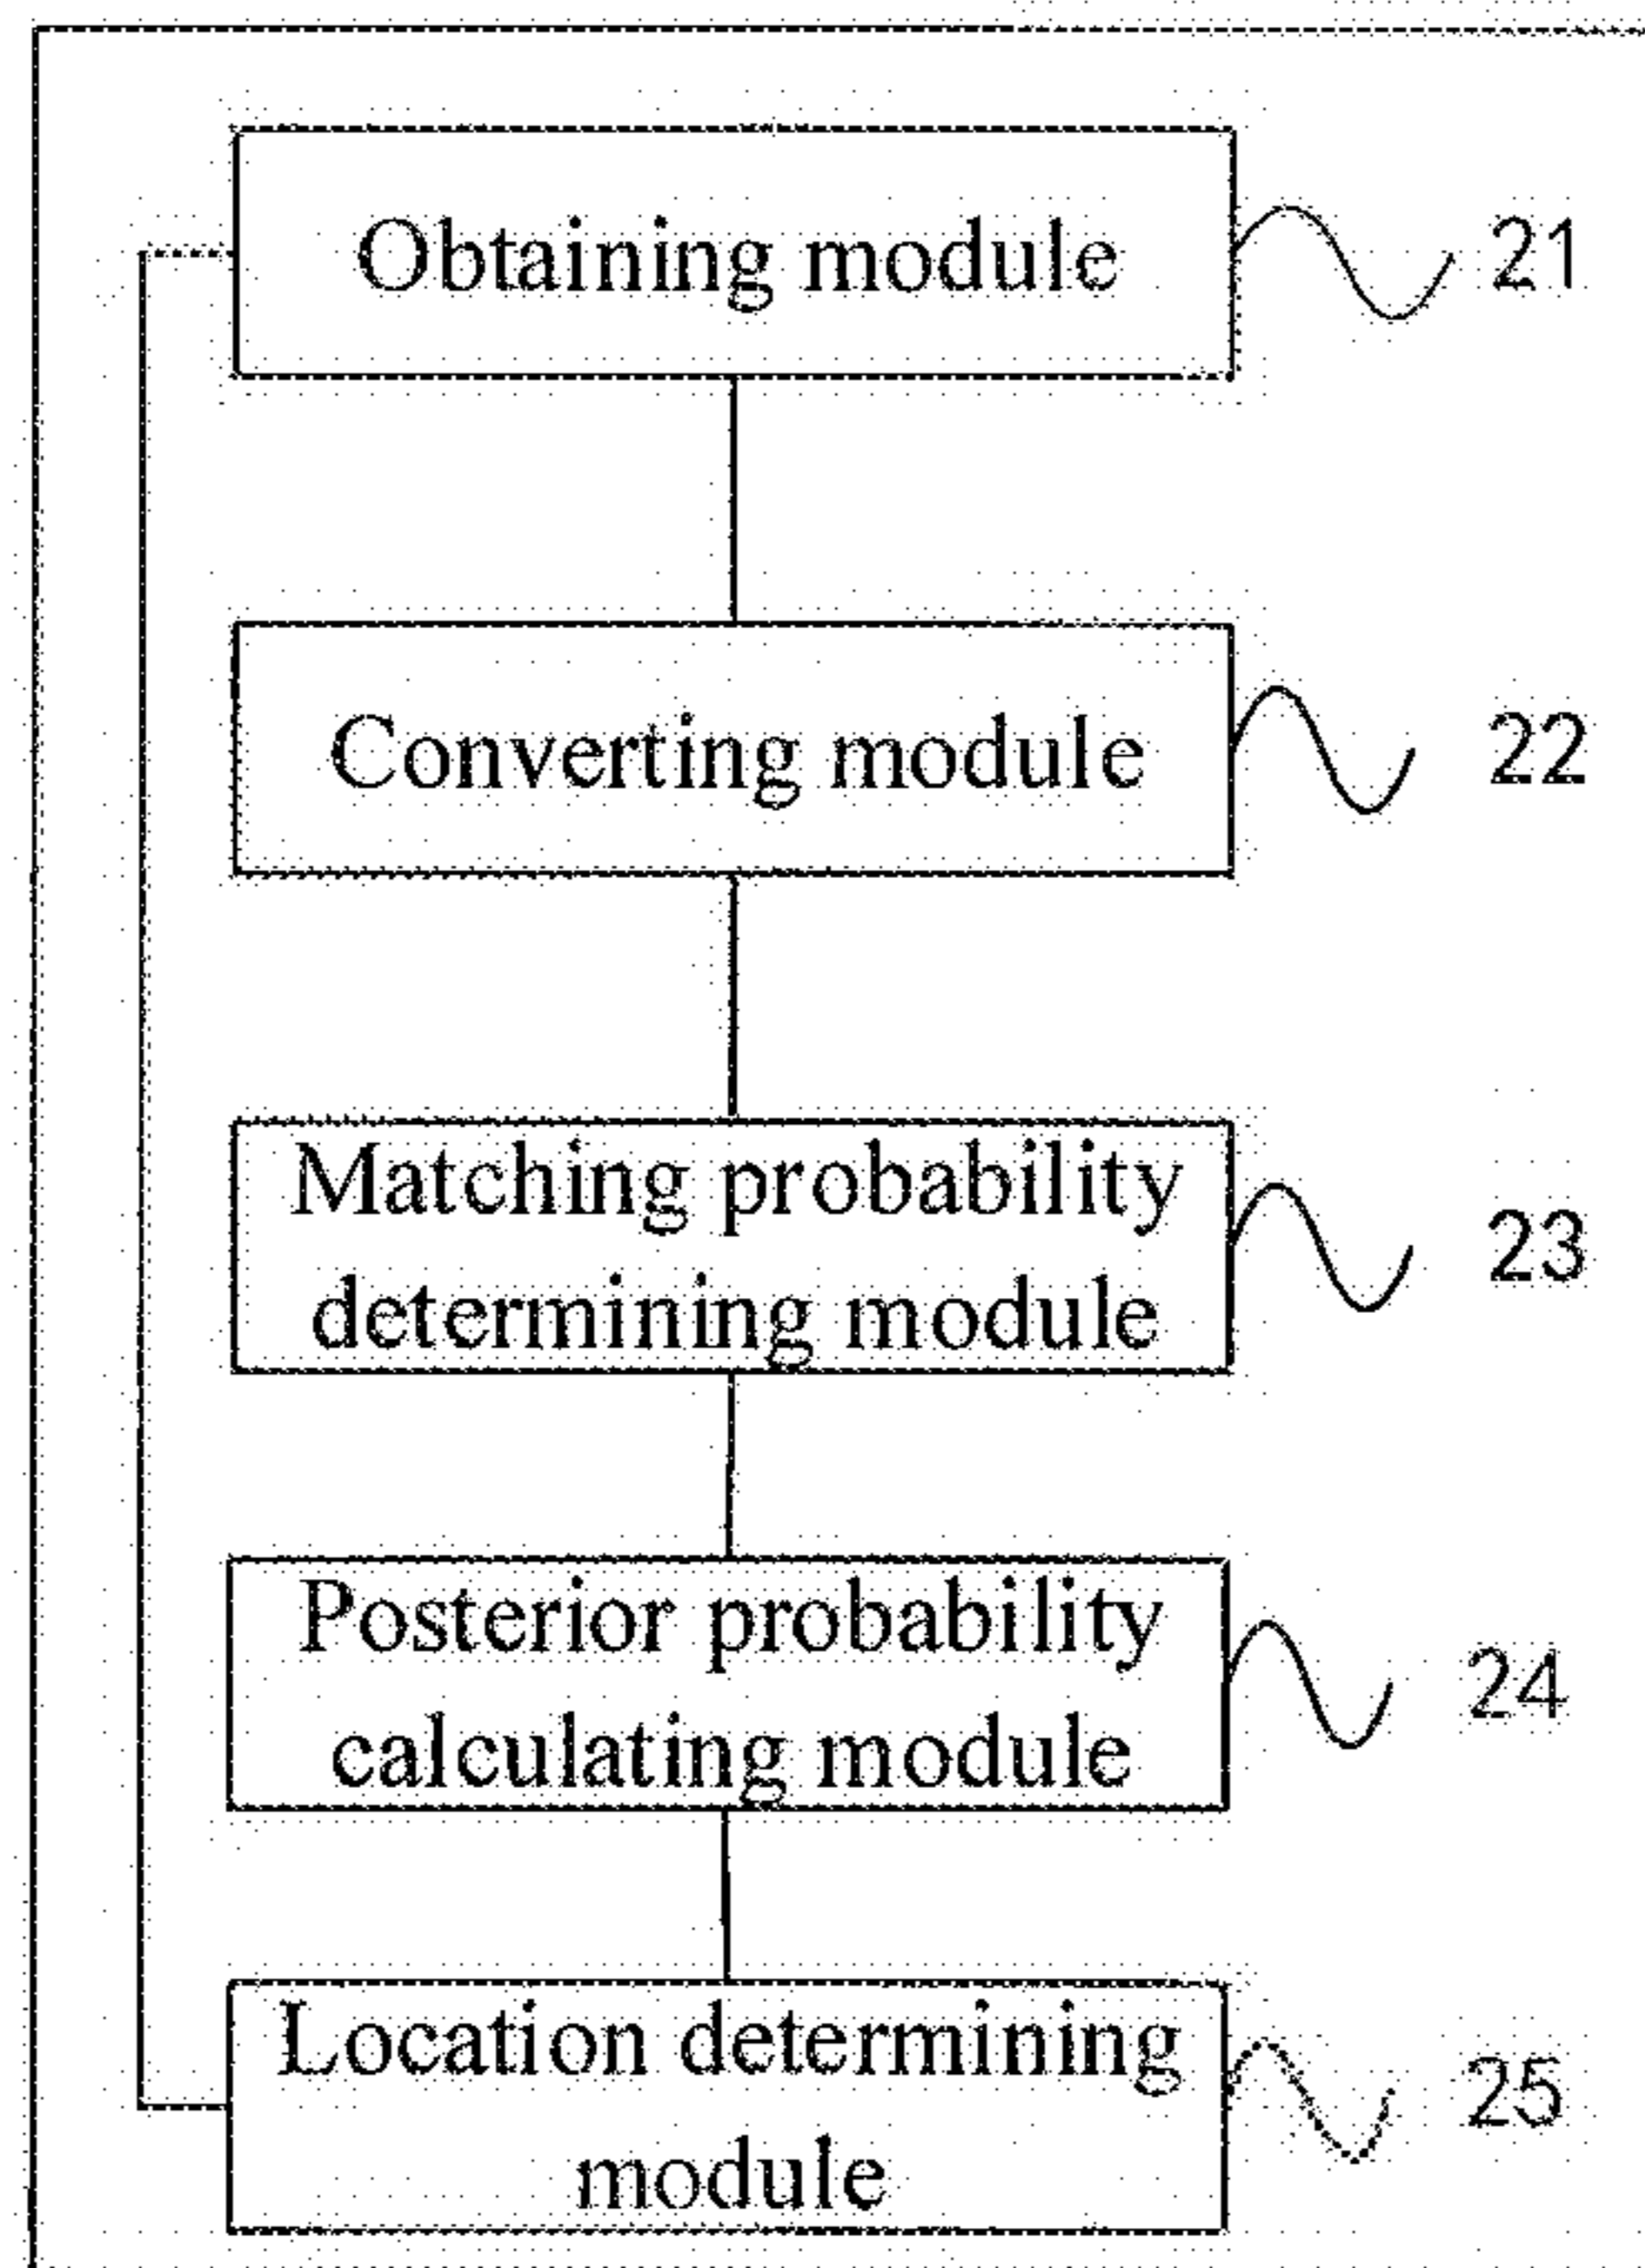 Obtaining module
21
Converting module
22
Matching probability
determining module
23
Posterior probability
calculating module
24
Location determining
module
25